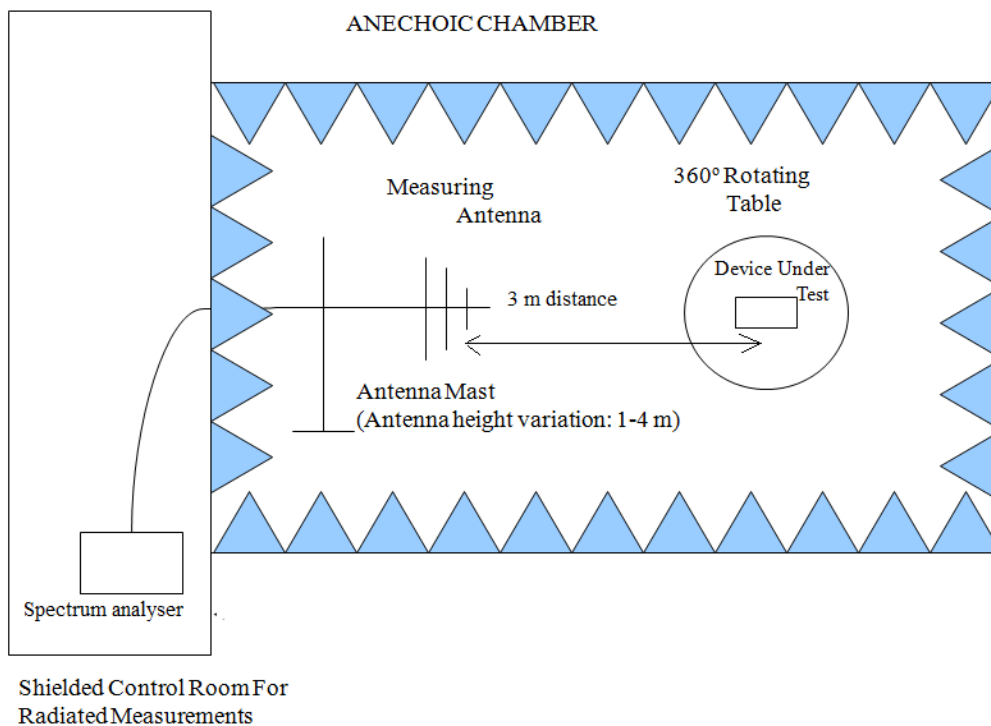 ANECHOIC CHAMBER
Measuring
Antenna
360º Rotating
Table
Device Under
Test
3 m distance
Antenna Mast
(Antenna height variation: 1-4 m)
Spectrum analyser
Shielded Control Room For
Radiated Measurements